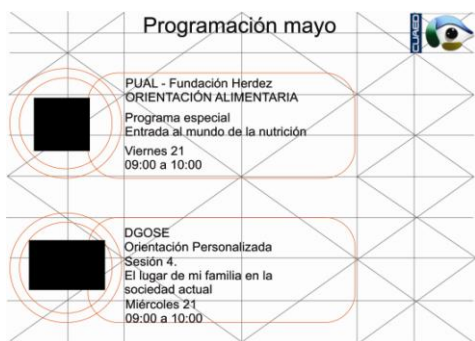 Programación mayo
CURED
PUAL - Fundación Herdez
ORIENTACIÓN ALIMENTARIA
Programa especial
Entrada al mundo de la nutrición
Viernes 21
09:00 a 10:00
DGOSE
Orientación Personalizada
Sesión 4.
El lugar de mi familia en la
sociedad actual
Miércoles 21
09:00 a 10:00